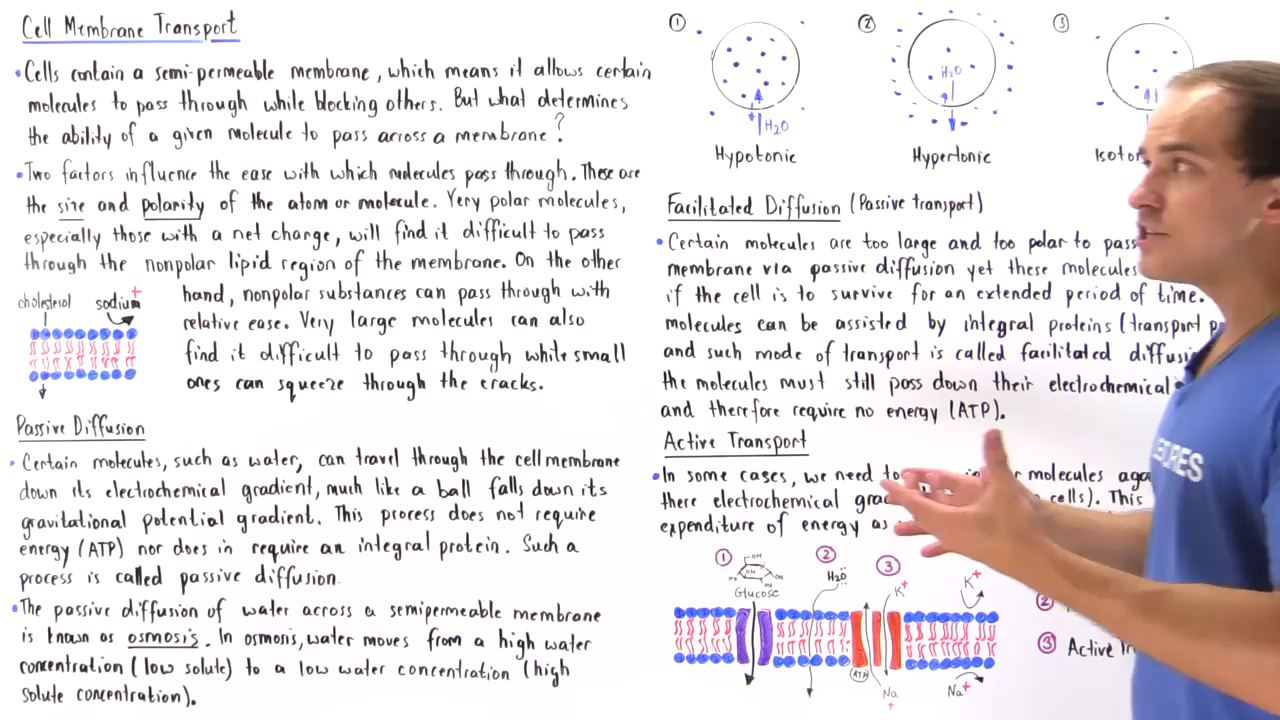 Cell Membrane Transport
• Cells contain a semi-permeable membrane, which means it allows certain
molecules to pass through while blocking others. But what determines
the ability of a given molecule to pass across a membrane?
• Two factors influence the ease with which molecules pass through. These are
the size and polarity of the atom or molecule. Very polar molecules,
especially those with a net charge, will find it difficult to pass
through the nonpolar lipid region of the membrane. On the other
hand, nonpolar substances can pass through with
relative ease. Very large molecules can also
find it difficult to pass through while small
ones can squeeze through the cracks.
cholesterol sodium +
Passive Diffusion
• Certain molecules, such as water, can travel through the cell membrane
down its electrochemical gradient, much like a ball falls down its
gravitational potential gradient. This process does not require
energy (ATP) nor does in require an integral protein. Such a
process is called passive diffusion.
• The passive diffusion of water across a semipermeable membrane
is known as osmosis. In osmosis, water moves from a high water
concentration (low solute) to a low water concentration (high
solute concentration).
① ② ③
H2O
H2O
Hypotonic Hypertonic
Facilitated Diffusion (Passive transport)
• Certain molecules are too large and too polar to pass
membrane via passive diffusion yet these molecules
if the cell is to survive for an extended period of time.
molecules can be assisted by integral proteins (transport
and such mode of transport is called facilitated
the molecules must still pass down their electrochemical
and therefore require no energy (ATP).
Active Transport
• In some cases, we need to molecules
there electrochemical cells). This
expenditure of energy as
① ② ③
OH
OH
HO
OH
OH
Glucose
H2O
K+
K+
ATP
Na+
Na+
②
③ Active